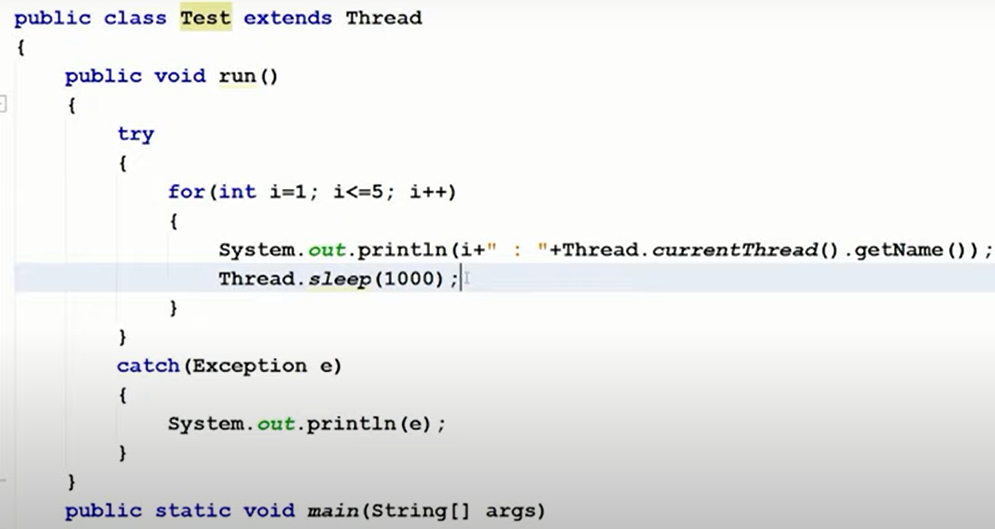 public class Test extends Thread
{
public void run()
{
try
{
for(int i=1; i<=5; i++)
{
System.out.println(i+" : "+Thread.currentThread().getName());
Thread.sleep(1000);
}
}
catch(Exception e)
{
System.out.println(e);
}
}
public static void main(String[] args)